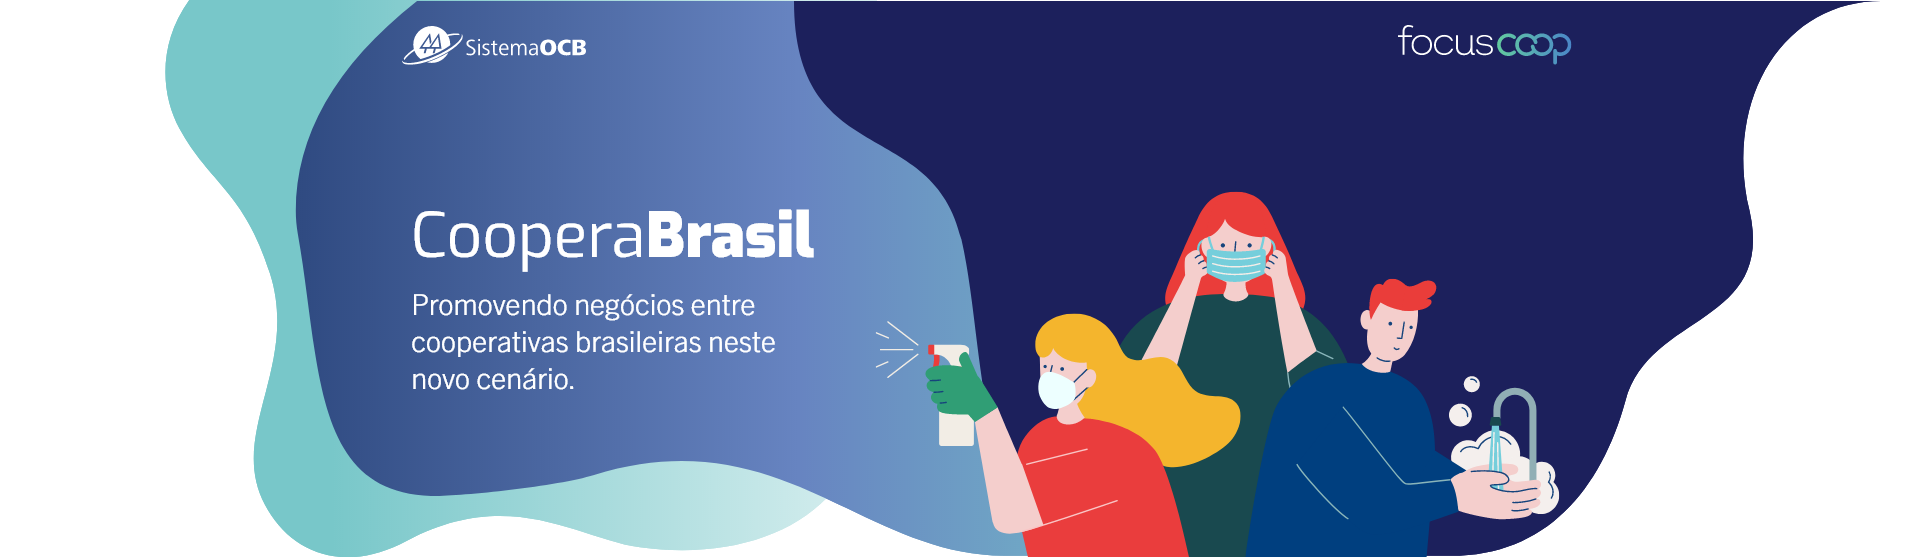 SistemaOCB
focuscoop
CooperaBrasil
Promovendo negócios entre
cooperativas brasileiras neste
novo cenário.